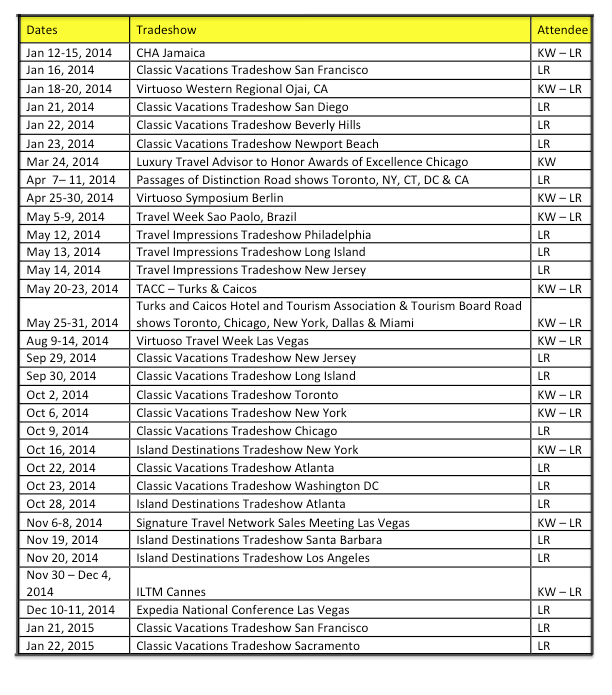 Dates Tradeshow Attendee
Jan 12-15, 2014 CHA Jamaica KW – LR
Jan 16, 2014 Classic Vacations Tradeshow San Francisco LR
Jan 18-20, 2014 Virtuoso Western Regional Ojai, CA KW – LR
Jan 21, 2014 Classic Vacations Tradeshow San Diego LR
Jan 22, 2014 Classic Vacations Tradeshow Beverly Hills LR
Jan 23, 2014 Classic Vacations Tradeshow Newport Beach LR
Mar 24, 2014 Luxury Travel Advisor to Honor Awards of Excellence Chicago KW
Apr 7– 11, 2014 Passages of Distinction Road shows Toronto, NY, CT, DC & CA LR
Apr 25-30, 2014 Virtuoso Symposium Berlin KW – LR
May 5-9, 2014 Travel Week Sao Paolo, Brazil KW – LR
May 12, 2014 Travel Impressions Tradeshow Philadelphia LR
May 13, 2014 Travel Impressions Tradeshow Long Island LR
May 14, 2014 Travel Impressions Tradeshow New Jersey LR
May 20-23, 2014 TACC – Turks & Caicos KW – LR
Turks and Caicos Hotel and Tourism Association & Tourism Board Road
May 25-31, 2014 shows Toronto, Chicago, New York, Dallas & Miami KW – LR
Aug 9-14, 2014 Virtuoso Travel Week Las Vegas KW – LR
Sep 29, 2014 Classic Vacations Tradeshow New Jersey LR
Sep 30, 2014 Classic Vacations Tradeshow Long Island LR
Oct 2, 2014 Classic Vacations Tradeshow Toronto KW – LR
Oct 6, 2014 Classic Vacations Tradeshow New York KW – LR
Oct 9, 2014 Classic Vacations Tradeshow Chicago LR
Oct 16, 2014 Island Destinations Tradeshow New York KW – LR
Oct 22, 2014 Classic Vacations Tradeshow Atlanta LR
Oct 23, 2014 Classic Vacations Tradeshow Washington DC LR
Oct 28, 2014 Island Destinations Tradeshow Atlanta LR
Nov 6-8, 2014 Signature Travel Network Sales Meeting Las Vegas KW – LR
Nov 19, 2014 Island Destinations Tradeshow Santa Barbara LR
Nov 20, 2014 Island Destinations Tradeshow Los Angeles LR
Nov 30 – Dec 4,
2014 ILTM Cannes KW – LR
Dec 10-11, 2014 Expedia National Conference Las Vegas LR
Jan 21, 2015 Classic Vacations Tradeshow San Francisco LR
Jan 22, 2015 Classic Vacations Tradeshow Sacramento LR